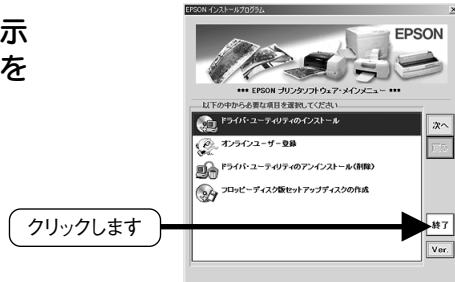 示
を
EPSON インストールプログラム
EPSON
*** EPSON プリンタソフトウェア・メインメニュー ***
以下の中から必要な項目を選択してください
ドライバ・ユーティリティのインストール
オンラインユーザー登録
ドライバ・ユーティリティのアンインストール(削除)
フロッピーディスク版セットアップディスクの作成
次へ
クリックします
終了
Ver.